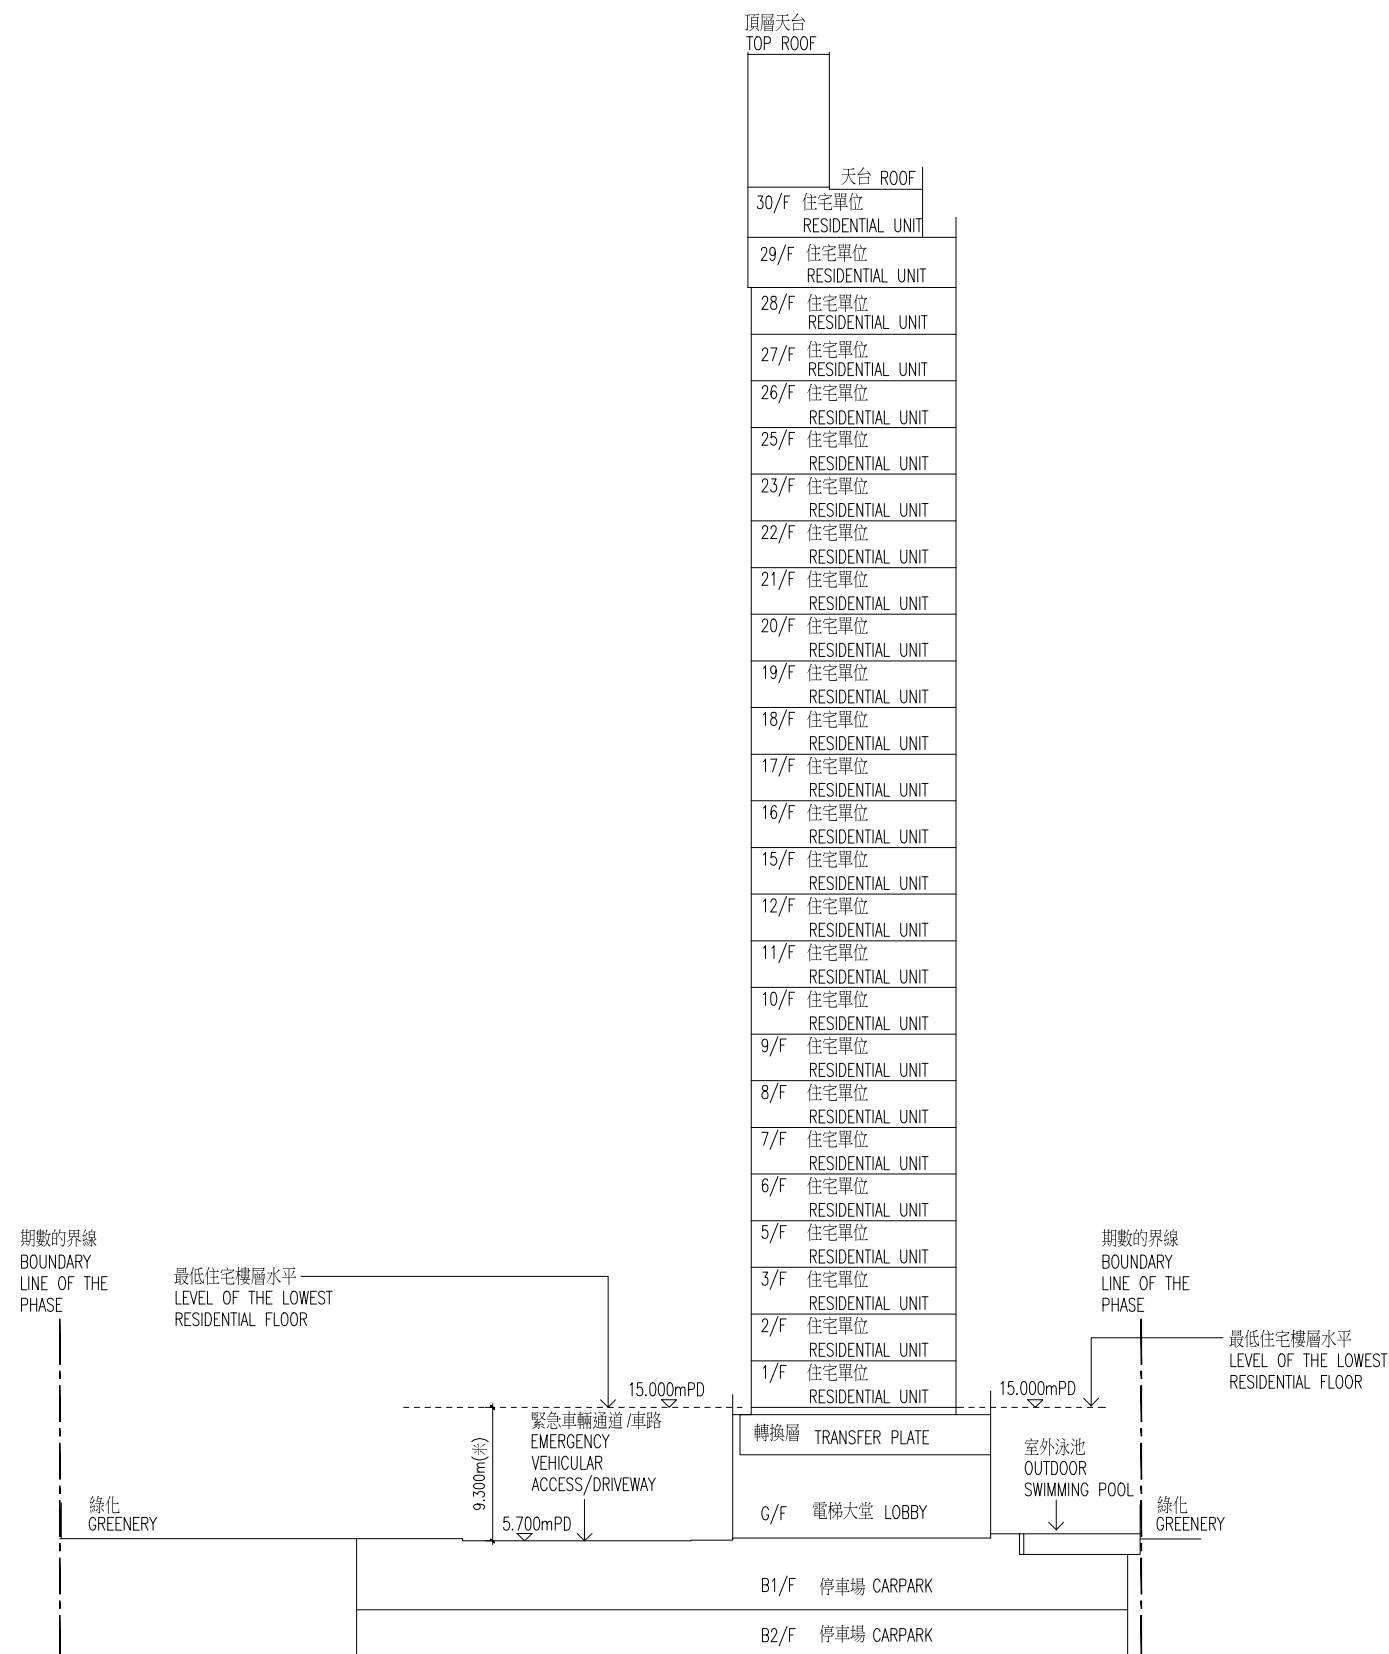 頂層天台
TOP ROOF
天台 ROOF
30/F 住宅單位
RESIDENTIAL UNIT
29/F 住宅單位
RESIDENTIAL UNIT
28/F 住宅單位
RESIDENTIAL UNIT
27/F 住宅單位
RESIDENTIAL UNIT
26/F 住宅單位
RESIDENTIAL UNIT
25/F 住宅單位
RESIDENTIAL UNIT
23/F 住宅單位
RESIDENTIAL UNIT
22/F 住宅單位
RESIDENTIAL UNIT
21/F 住宅單位
RESIDENTIAL UNIT
20/F 住宅單位
RESIDENTIAL UNIT
19/F 住宅單位
RESIDENTIAL UNIT
18/F 住宅單位
RESIDENTIAL UNIT
17/F 住宅單位
RESIDENTIAL UNIT
16/F 住宅單位
RESIDENTIAL UNIT
15/F 住宅單位
RESIDENTIAL UNIT
12/F 住宅單位
RESIDENTIAL UNIT
11/F 住宅單位
RESIDENTIAL UNIT
10/F 住宅單位
RESIDENTIAL UNIT
9/F 住宅單位
RESIDENTIAL UNIT
8/F 住宅單位
RESIDENTIAL UNIT
7/F 住宅單位
RESIDENTIAL UNIT
6/F 住宅單位
RESIDENTIAL UNIT
5/F 住宅單位
RESIDENTIAL UNIT
3/F 住宅單位
RESIDENTIAL UNIT
2/F 住宅單位
RESIDENTIAL UNIT
1/F 住宅單位
RESIDENTIAL UNIT
期數的界線
BOUNDARY
LINE OF THE
PHASE
最低住宅樓層水平
LEVEL OF THE LOWEST
RESIDENTIAL FLOOR
期數的界線
BOUNDARY
LINE OF THE
PHASE
最低住宅樓層水平
LEVEL OF THE LOWEST
RESIDENTIAL FLOOR
15.000mPD
15.000mPD
緊急車輛通道/車路
EMERGENCY
VEHICULAR
ACCESS/DRIVEWAY
9.300m(米)
5.700mPD
轉換層 TRANSFER PLATE
室外泳池
OUTDOOR
SWIMMING POOL
綠化
GREENERY
G/F 電梯大堂 LOBBY
綠化
GREENERY
B1/F 停車場 CARPARK
B2/F 停車場 CARPARK